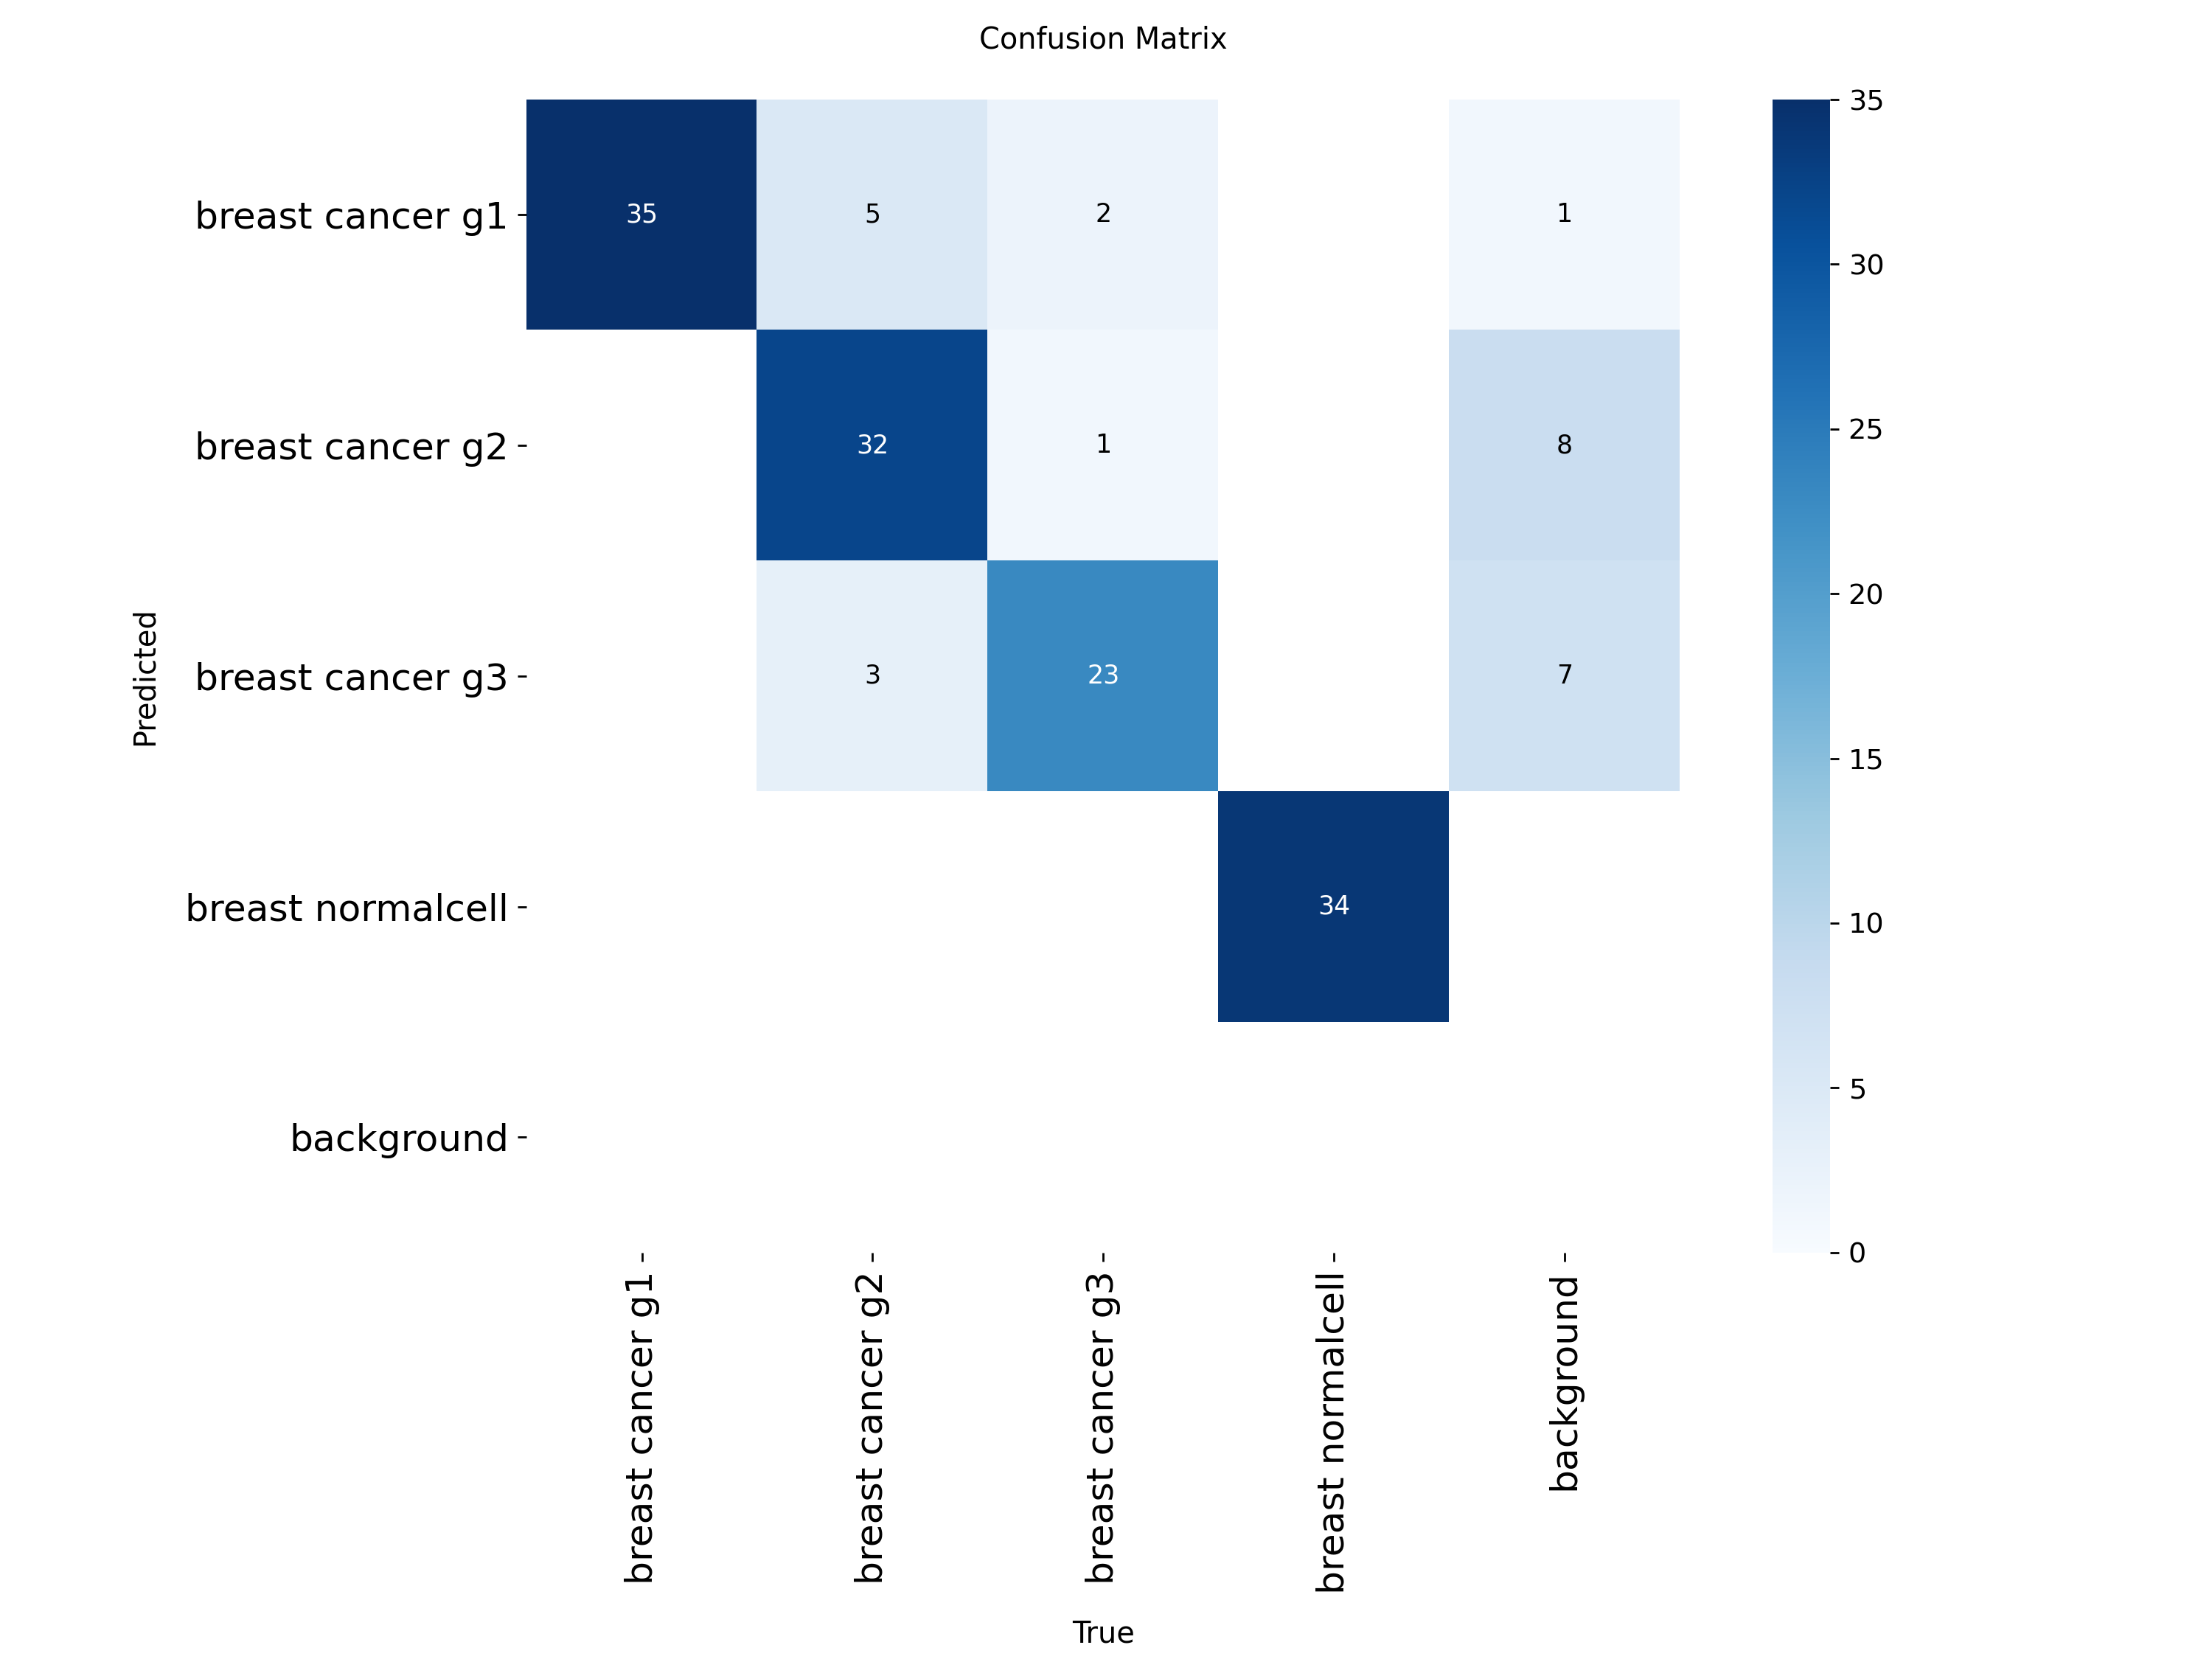 Confusion Matrix
breast cancer g1
35
5
2
1
breast cancer g2
32
1
8
breast cancer g3
3
23
7
breast normalcell
34
background
Predicted
breast cancer g1
breast cancer g2
breast cancer g3
breast normalcell
background
True
35
30
25
20
15
10
5
0